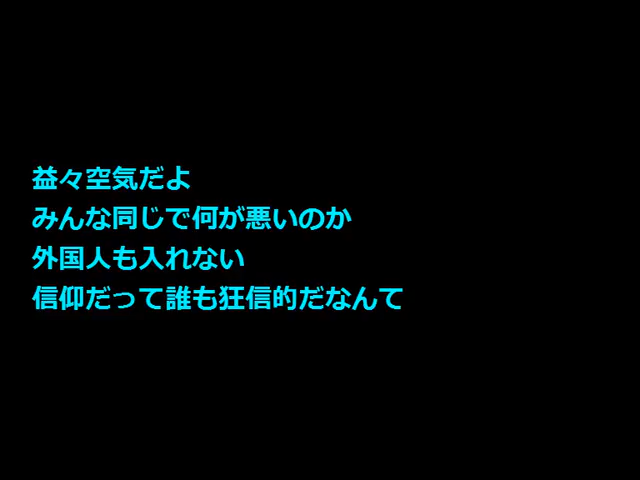 益々空気だよ
みんな同じで何が悪いのか
外国人も入れない
信仰だって誰も狂信的だなんて